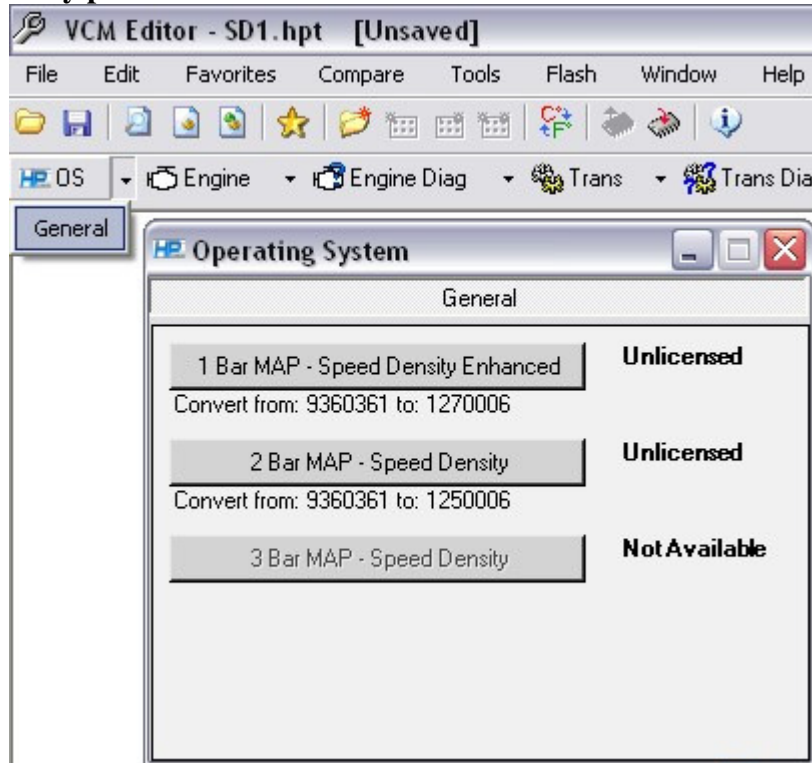 VCM Editor - SD1.hpt [Unsaved]
File Edit Favorites Compare Tools Flash Window Help
HP OS Engine Engine Diag Trans Trans Dia
General
HP Operating System
General
1 Bar MAP - Speed Density Enhanced Unlicensed
Convert from: 9360361 to: 1270006
2 Bar MAP - Speed Density Unlicensed
Convert from: 9360361 to: 1250006
3 Bar MAP - Speed Density Not Available